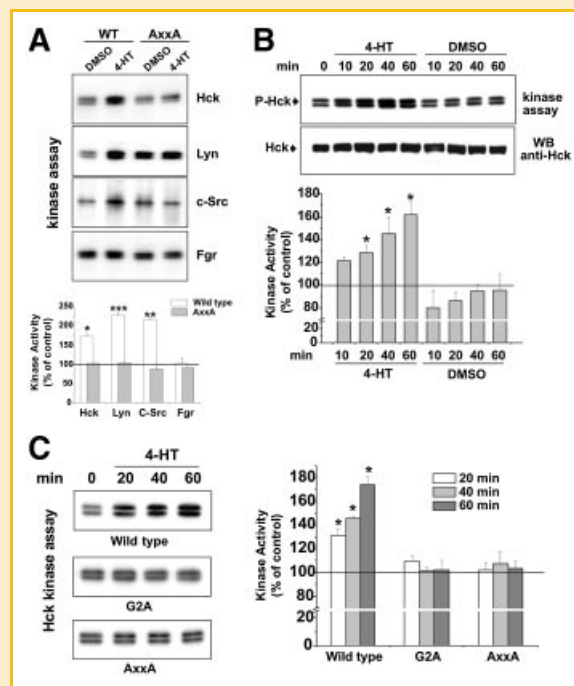 A
WT AxxA
DMSO 4-HT DMSO 4-HT
kinase assay
Hck
Lyn
c-Src
Fgr
Kinase Activity
(% of control)
250
200
150
100
50
0
Wild type
AxxA
* *** **
Hck Lyn C-Src Fgr
B
4-HT DMSO
min 0 10 20 40 60 10 20 40 60
P-Hck
kinase
assay
Hck
WB
anti-Hck
Kinase Activity
(% of control)
180
160
140
120
100
80
20
0
* * *
min 10 20 40 60 10 20 40 60
4-HT DMSO
C
4-HT
min 0 20 40 60
Hck kinase assay
Wild type
G2A
AxxA
Kinase Activity
(% of control)
180
160
140
120
100
80
20
0
20 min
40 min
60 min
* * *
Wild type G2A AxxA